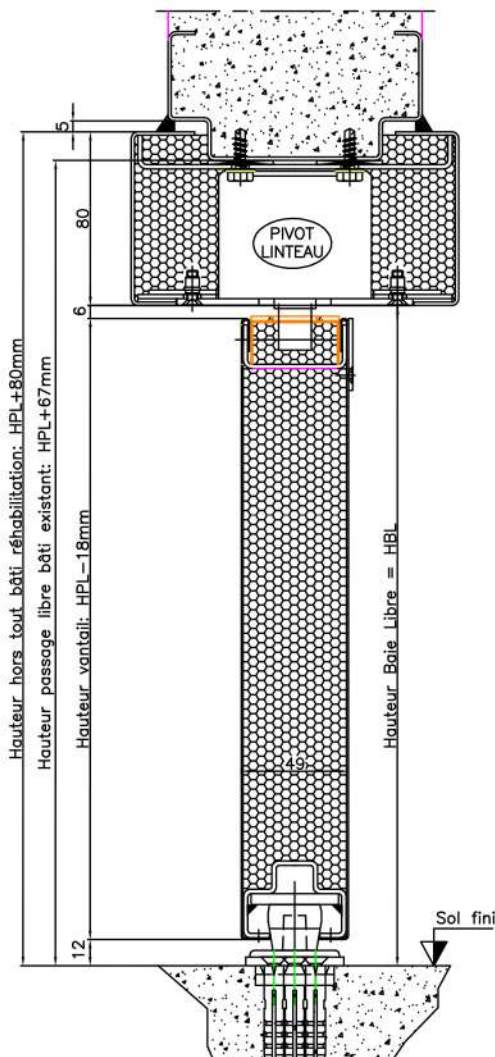 5
80
PIVOT
LINTEAU
6
Hauteur hors tout bâti réhabilitation: HPL+80mm
Hauteur passage libre bâti existant: HPL+67mm
Hauteur vantail: HPL-18mm
Hauteur Baie Libre = HBL
49
Sol fini
12